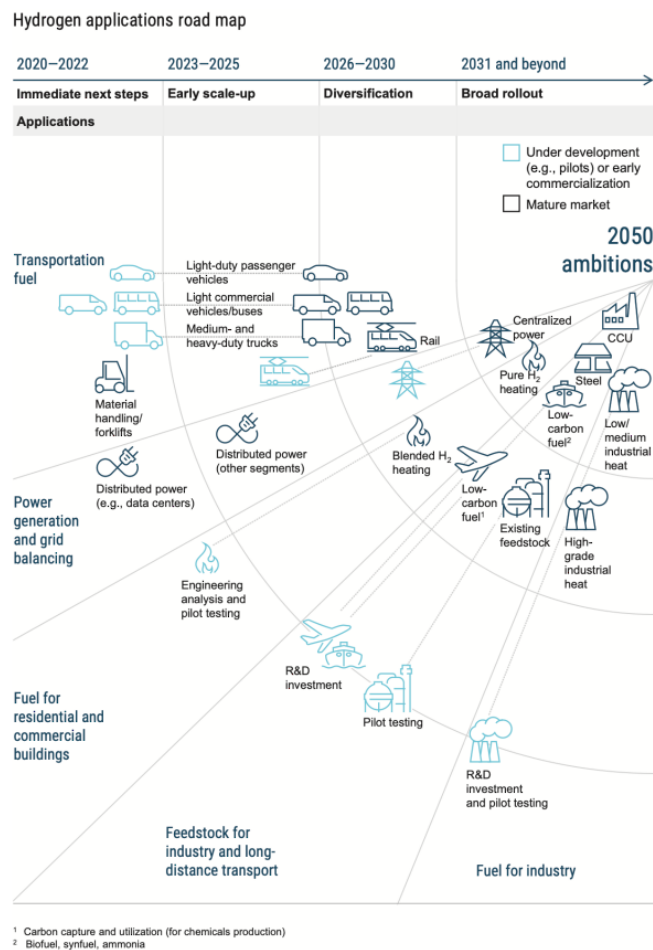 Hydrogen applications road map
2020–2022
2023–2025
2026–2030
2031 and beyond
Immediate next steps
Early scale-up
Diversification
Broad rollout
Applications
Under development
(e.g., pilots) or early
commercialization
Mature market
2050
ambitions
Transportation
fuel
Light-duty passenger
vehicles
Light commercial
vehicles/buses
Medium- and
heavy-duty trucks
Rail
Centralized
power
CCU
Pure H₂
heating
Steel
Material
handling/
forklifts
Low-
carbon
fuel²
Low/
medium
industrial
heat
Distributed power
(other segments)
Blended H₂
heating
Distributed power
(e.g., data centers)
Low-
carbon
fuel¹
Existing
feedstock
High-
grade
industrial
heat
Power
generation
and grid
balancing
Engineering
analysis and
pilot testing
R&D
investment
Pilot testing
Fuel for
residential and
commercial
buildings
R&D
investment
and pilot testing
Feedstock for
industry and long-
distance transport
Fuel for industry
¹ Carbon capture and utilization (for chemicals production)
² Biofuel, synfuel, ammonia